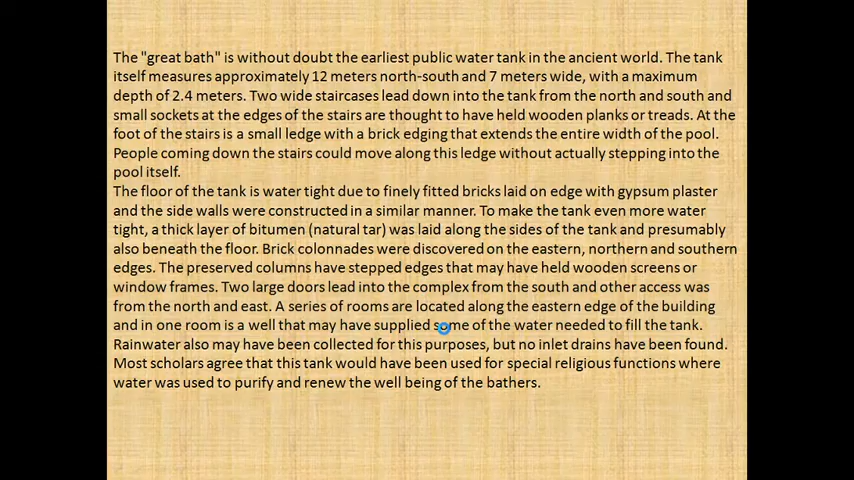 The "great bath" is without doubt the earliest public water tank in the ancient world. The tank
itself measures approximately 12 meters north-south and 7 meters wide, with a maximum
depth of 2.4 meters. Two wide staircases lead down into the tank from the north and south and
small sockets at the edges of the stairs are thought to have held wooden planks or treads. At the
foot of the stairs is a small ledge with a brick edging that extends the entire width of the pool.
People coming down the stairs could move along this ledge without actually stepping into the
pool itself.
The floor of the tank is water tight due to finely fitted bricks laid on edge with gypsum plaster
and the side walls were constructed in a similar manner. To make the tank even more water
tight, a thick layer of bitumen (natural tar) was laid along the sides of the tank and presumably
also beneath the floor. Brick colonnades were discovered on the eastern, northern and southern
edges. The preserved columns have stepped edges that may have held wooden screens or
window frames. Two large doors lead into the complex from the south and other access was
from the north and east. A series of rooms are located along the eastern edge of the building
and in one room is a well that may have supplied some of the water needed to fill the tank.
Rainwater also may have been collected for this purposes, but no inlet drains have been found.
Most scholars agree that this tank would have been used for special religious functions where
water was used to purify and renew the well being of the bathers.